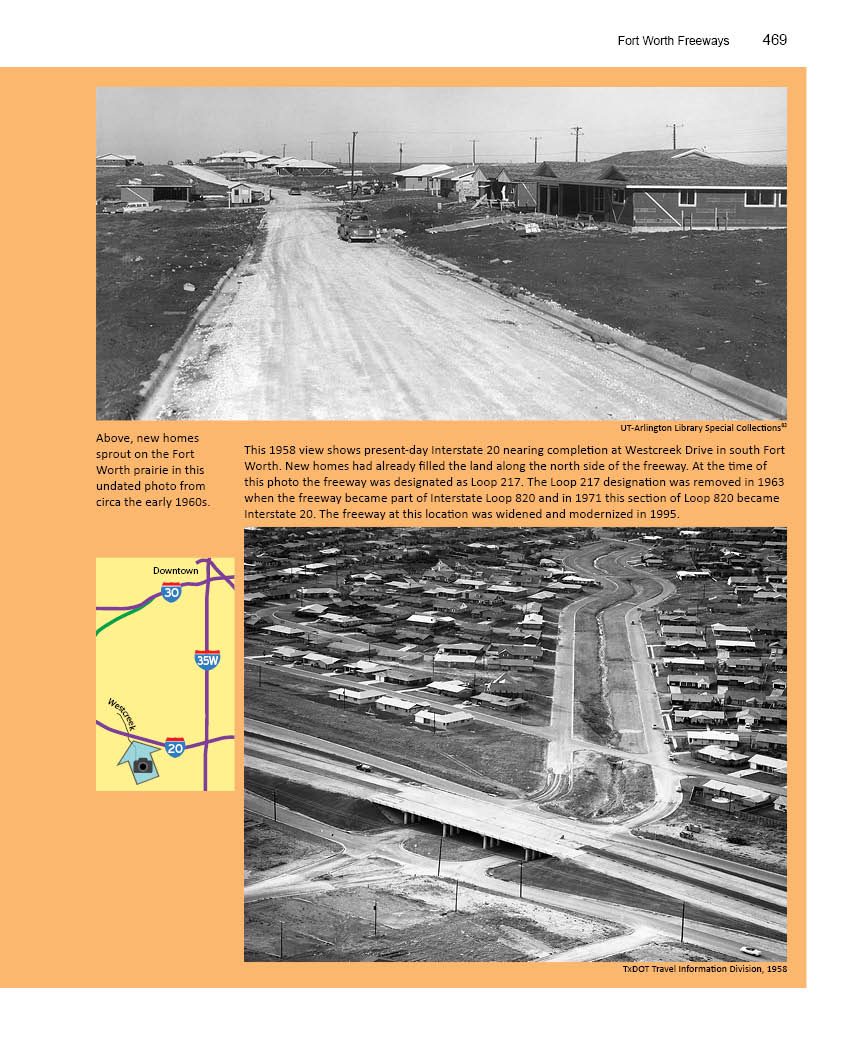 Fort Worth Freeways 469
UT-Arlington Library Special Collections⁸³
Above, new homes
sprout on the Fort
Worth prairie in this
undated photo from
circa the early 1960s.
This 1958 view shows present-day Interstate 20 nearing completion at Westcreek Drive in south Fort
Worth. New homes had already filled the land along the north side of the freeway. At the time of
this photo the freeway was designated as Loop 217. The Loop 217 designation was removed in 1963
when the freeway became part of Interstate Loop 820 and in 1971 this section of Loop 820 became
Interstate 20. The freeway at this location was widened and modernized in 1995.
Downtown
30
35W
Westcreek
20
TxDOT Travel Information Division, 1958